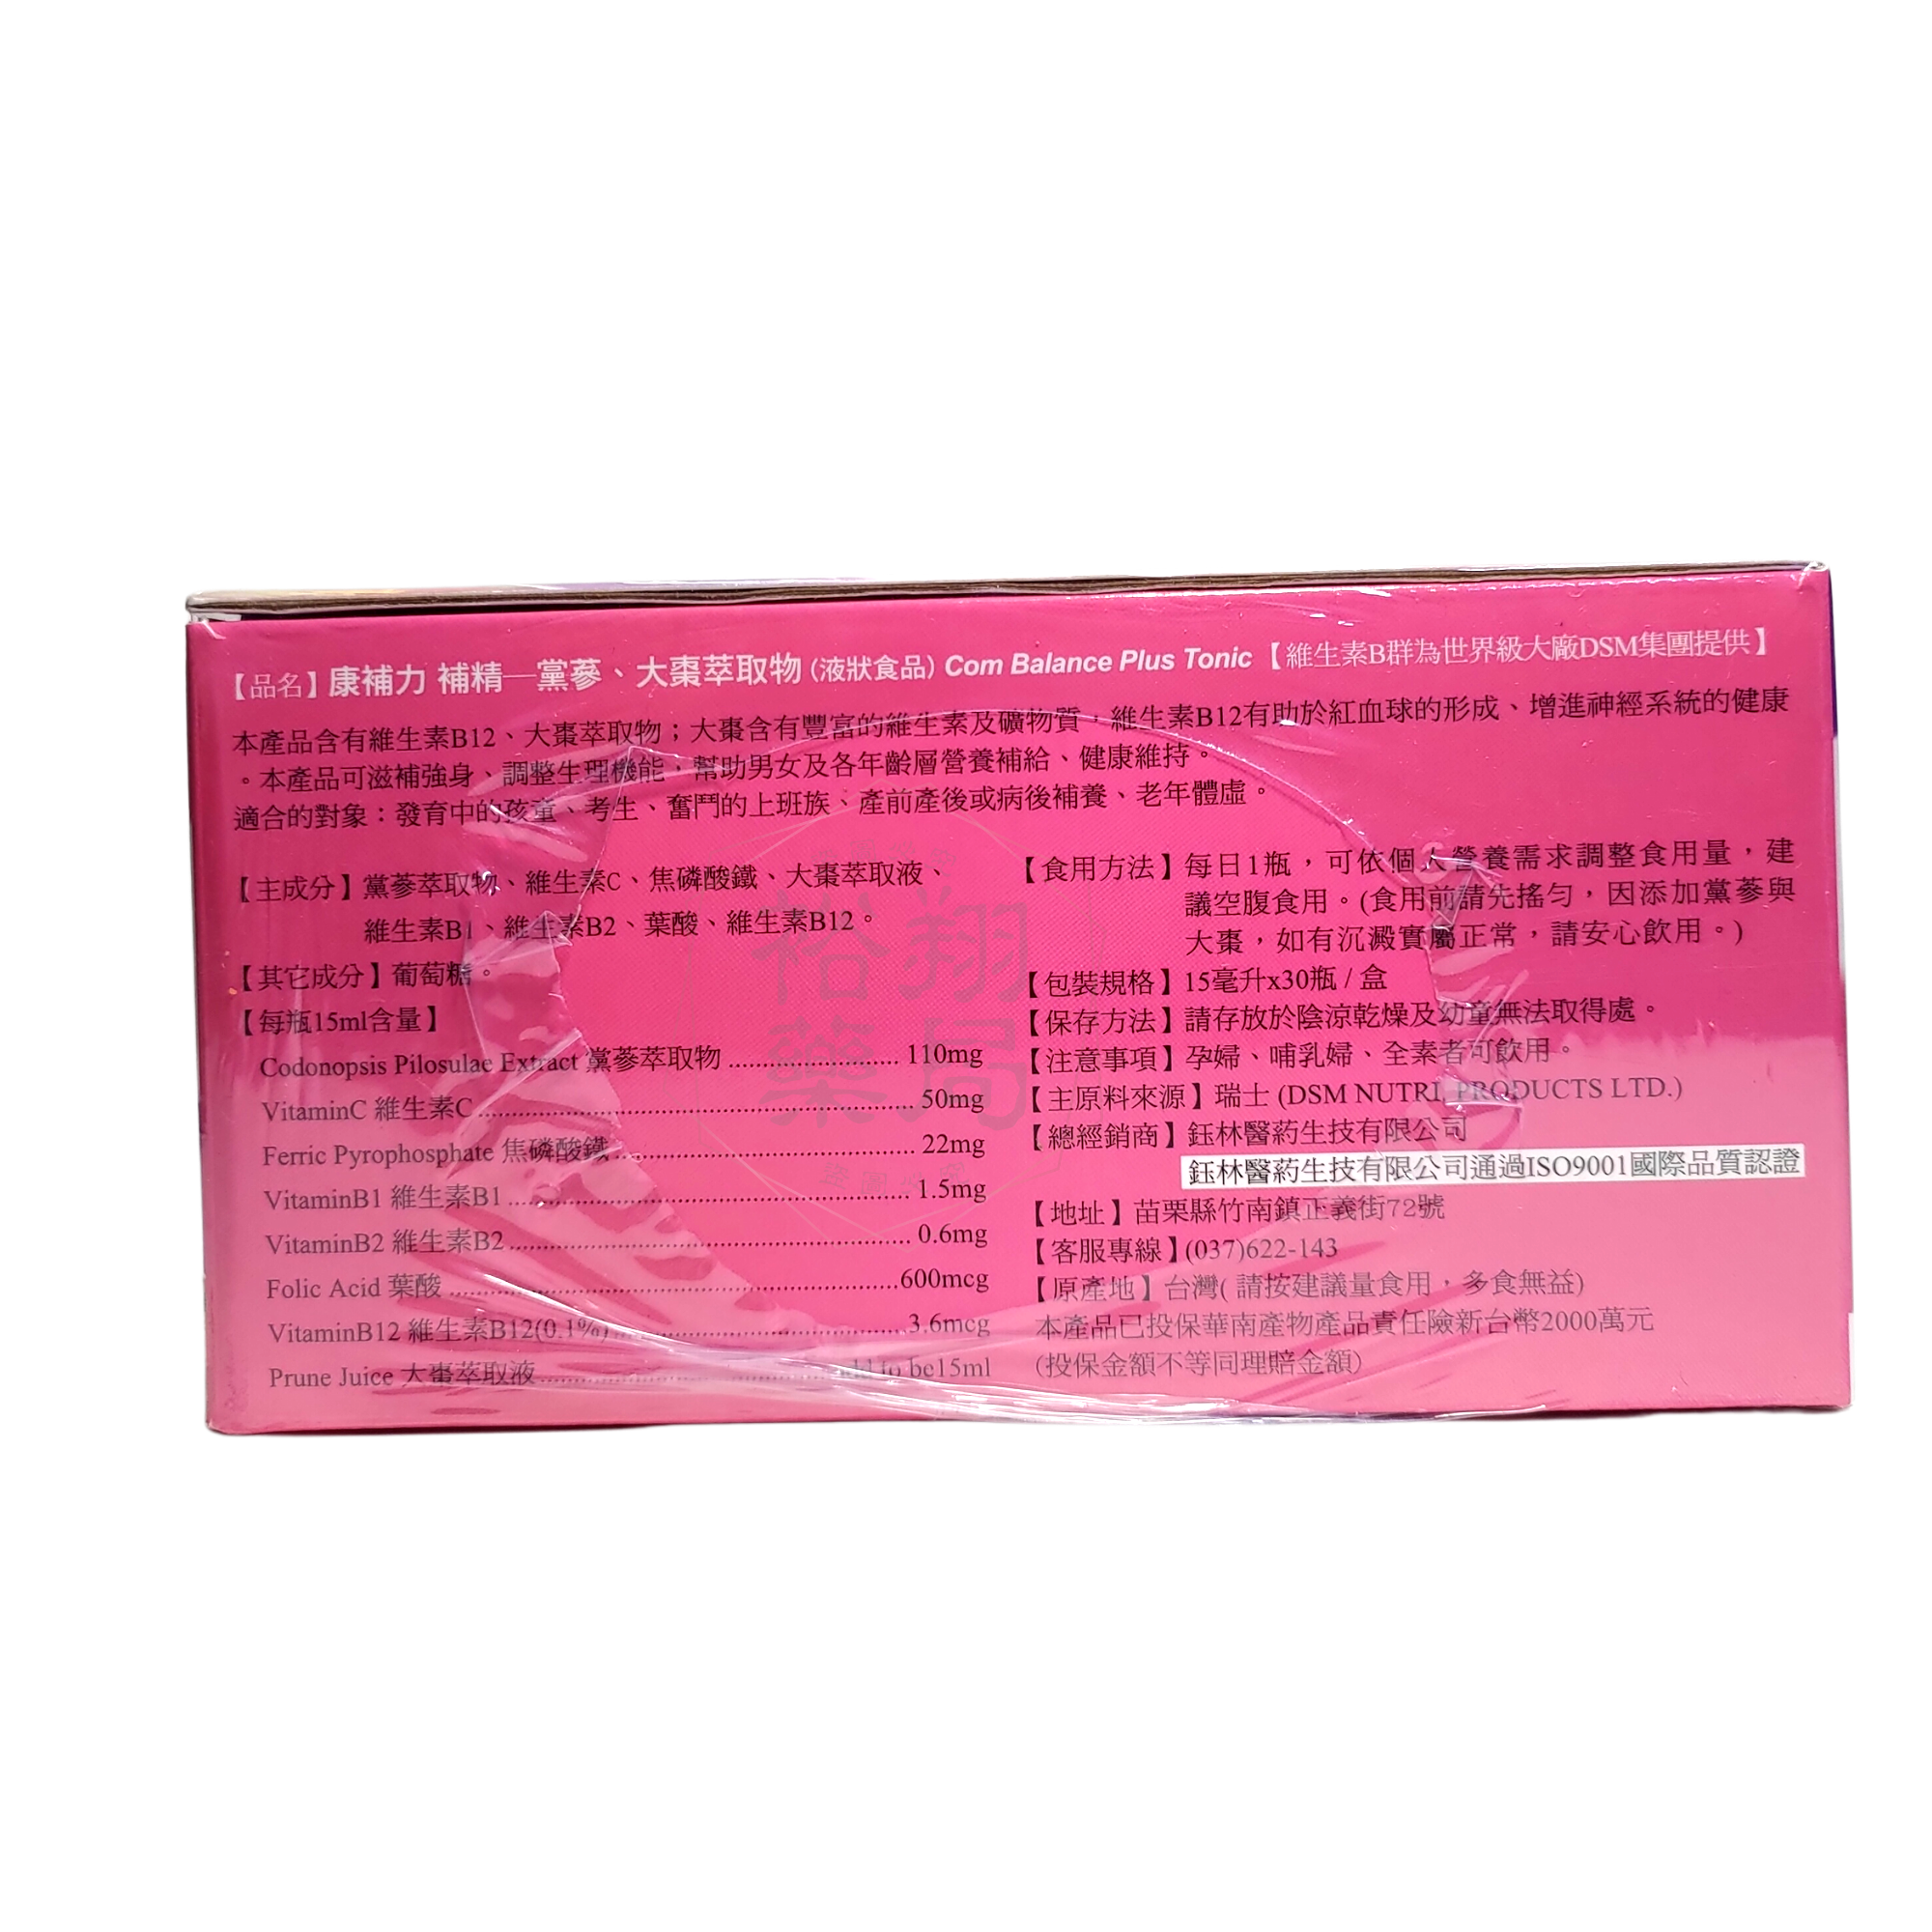 【品名】康補力 補精—黨蔘、大棗萃取物(液狀食品) Com Balance Plus Tonic【維生素B群為世界級大廠DSM集團提供】
本產品含有維生素B12、大棗萃取物；大棗含有豐富的維生素及礦物質，維生素B12有助於紅血球的形成、增進神經系統的健康
。本產品可滋補強身、調整生理機能，幫助男女及各年齡層營養補給、健康維持。
適合的對象：發育中的孩童、考生、奮鬥的上班族、產前產後或病後補養、老年體虛。
【主成分】黨蔘萃取物、維生素C、焦磷酸鐵、大棗萃取液、
維生素B1、維生素B2、葉酸、維生素B12。
【其它成分】葡萄糖。
【每瓶15ml含量】
Codonopsis Pilosulae Extract 黨蔘萃取物 ........................ 110mg
VitaminC 維生素C ........................ 50mg
Ferric Pyrophosphate 焦磷酸鐵 ........................ 22mg
VitaminB1 維生素B1 ........................ 1.5mg
VitaminB2 維生素B2 ........................ 0.6mg
Folic Acid 葉酸 ........................ 600mcg
VitaminB12 維生素B12(0.1%) ........................ 3.6mcg
Prune Juice 大棗萃取液 ........................ add to be15ml
【食用方法】每日1瓶，可依個人營養需求調整食用量，建
議空腹食用。(食用前請先搖勻，因添加黨蔘與
大棗，如有沉澱實屬正常，請安心飲用。)
【包裝規格】15毫升x30瓶 / 盒
【保存方法】請存放於陰涼乾燥及幼童無法取得處。
【注意事項】孕婦、哺乳婦、全素者可飲用。
【主原料來源】瑞士 (DSM NUTRI. PRODUCTS LTD.)
【總經銷商】鈺林醫葯生技有限公司
鈺林醫葯生技有限公司通過ISO9001國際品質認證
【地址】苗栗縣竹南鎮正義街72號
【客服專線】(037)622-143
【原產地】台灣( 請按建議量食用，多食無益)
本產品已投保華南產物產品責任險新台幣2000萬元
(投保金額不等同理賠金額)
裕翔
藥局